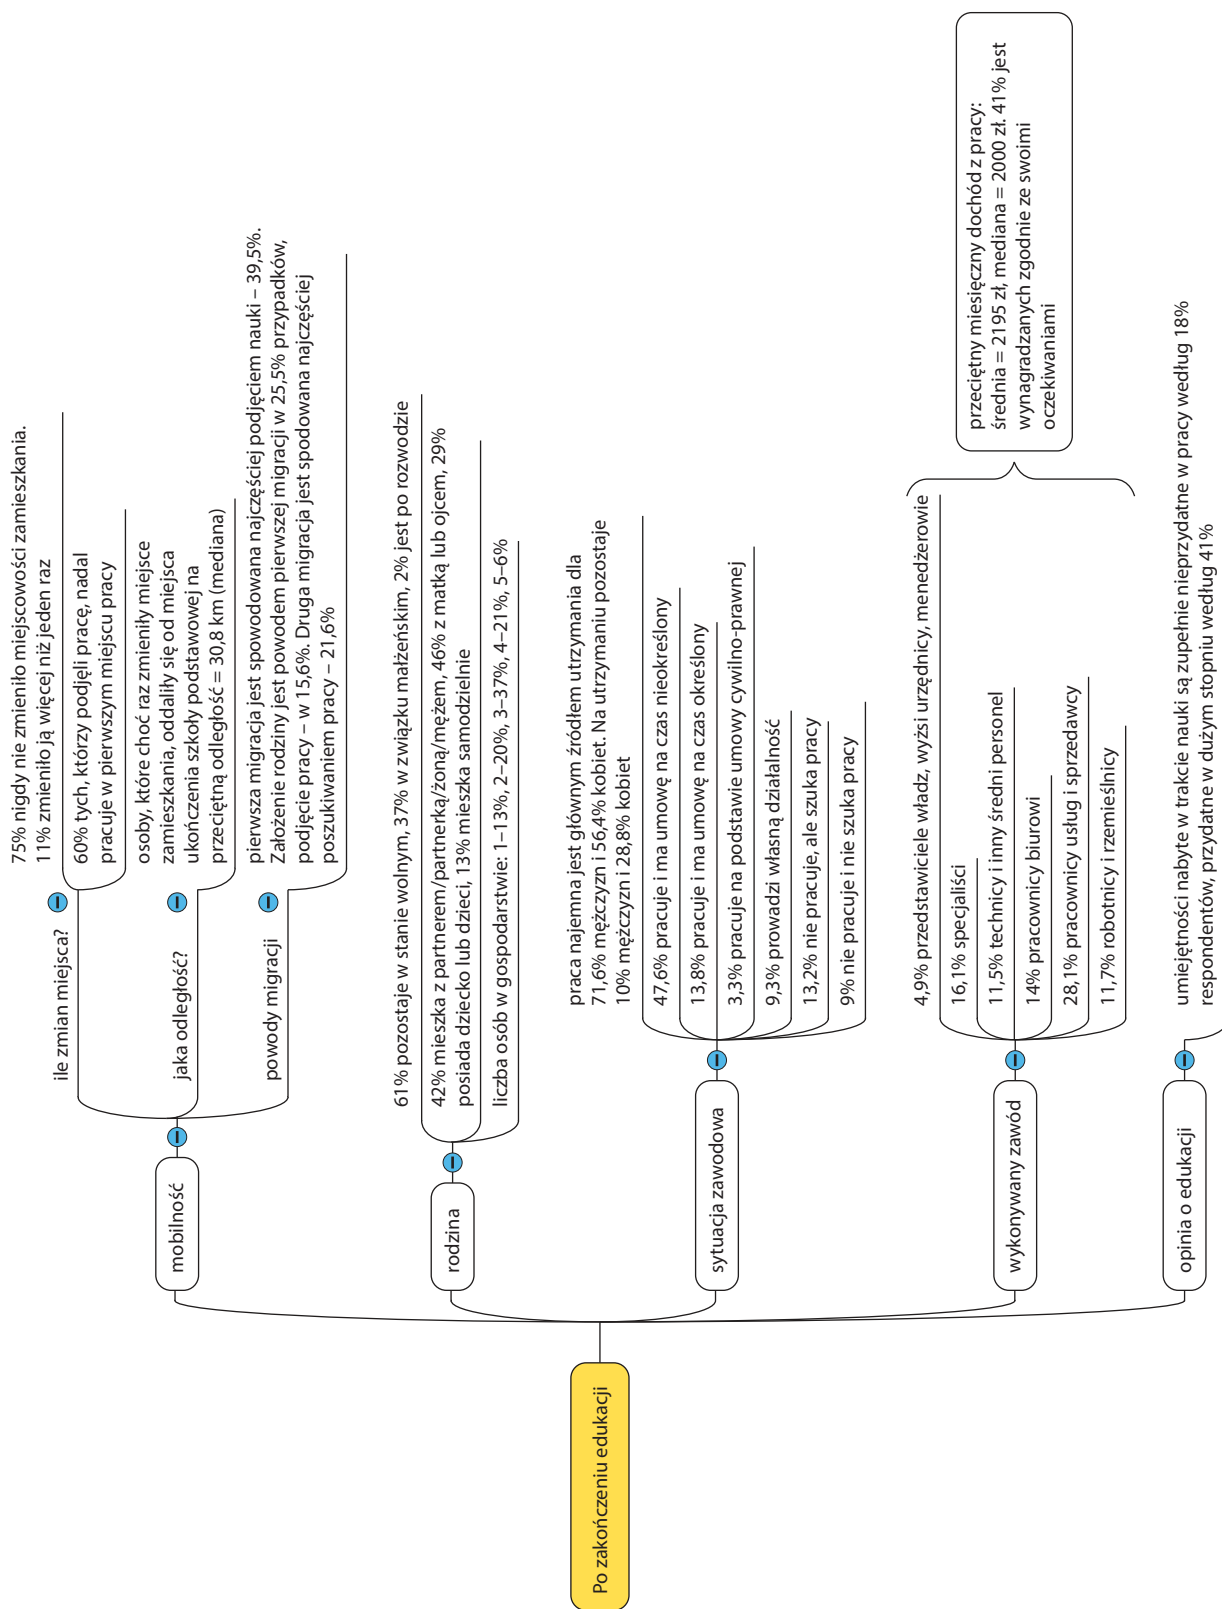 Po zakończeniu edukacji
mobilność
ile zmian miejsca?
75% nigdy nie zmieniło miejscowości zamieszkania.
11% zmieniło ją więcej niż jeden raz
60% tych, którzy podjęli pracę, nadal
pracuje w pierwszym miejscu pracy
jaka odległość?
osoby, które choć raz zmieniły miejsce
zamieszkania, oddaliły się od miejsca
ukończenia szkoły podstawowej na
przeciętną odległość = 30,8 km (mediana)
powody migracji
pierwsza migracja jest spowodowana najczęściej podjęciem nauki – 39,5%.
Założenie rodziny jest powodem pierwszej migracji w 25,5% przypadków,
podjęcie pracy – w 15,6%. Druga migracja jest spodowana najczęściej
poszukiwaniem pracy – 21,6%
rodzina
61% pozostaje w stanie wolnym, 37% w związku małżeńskim, 2% jest po rozwodzie
42% mieszka z partnerem/partnerką/żoną/mężem, 46% z matką lub ojcem, 29%
posiada dziecko lub dzieci, 13% mieszka samodzielnie
liczba osób w gospodarstwie: 1–13%, 2–20%, 3–37%, 4–21%, 5–6%
sytuacja zawodowa
praca najemna jest głównym źródłem utrzymania dla
71,6% mężczyzn i 56,4% kobiet. Na utrzymaniu pozostaje
10% mężczyzn i 28,8% kobiet
47,6% pracuje i ma umowę na czas nieokreślony
13,8% pracuje i ma umowę na czas określony
3,3% pracuje na podstawie umowy cywilno-prawnej
9,3% prowadzi własną działalność
13,2% nie pracuje, ale szuka pracy
9% nie pracuje i nie szuka pracy
wykonywany zawód
4,9% przedstawiciele władz, wyżsi urzędnicy, menedżerowie
16,1% specjaliści
11,5% technicy i inny średni personel
14% pracownicy biurowi
28,1% pracownicy usług i sprzedawcy
11,7% robotnicy i rzemieślnicy
przeciętny miesięczny dochód z pracy:
średnia = 2195 zł, mediana = 2000 zł. 41% jest
wynagradzanych zgodnie ze swoimi
oczekiwaniami
opinia o edukacji
umiejętności nabyte w trakcie nauki są zupełnie nieprzydatne w pracy według 18%
respondentów, przydatne w dużym stopniu według 41%